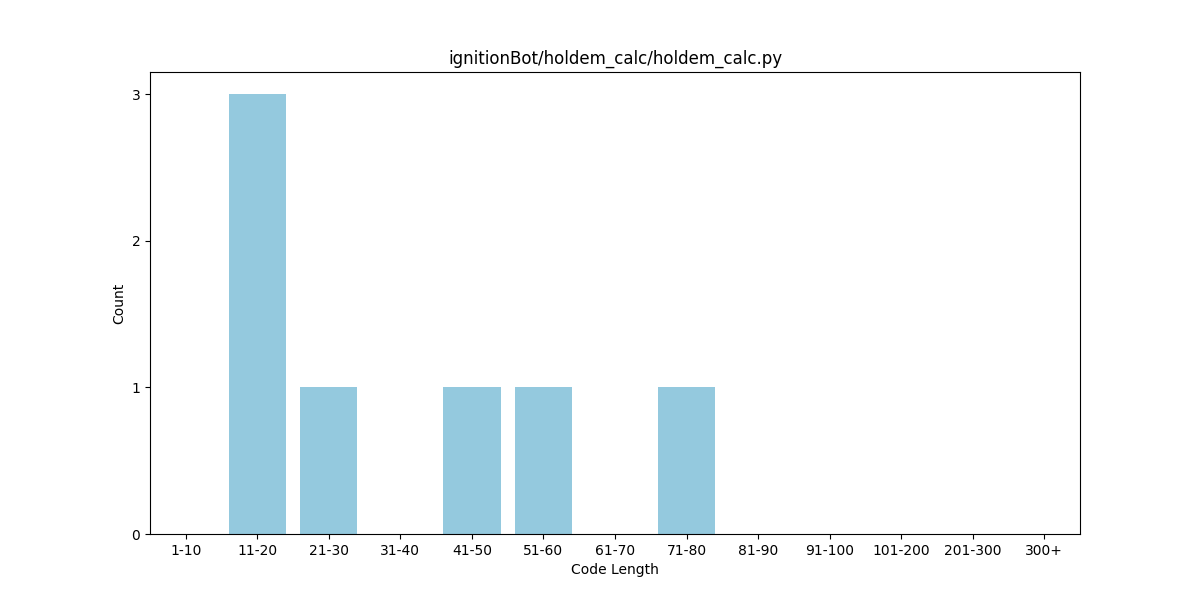 ignitionBot/holdem_calc/holdem_calc.py
Count
3
2
1
0
1-10 11-20 21-30 31-40 41-50 51-60 61-70 71-80 81-90 91-100 101-200 201-300 300+
Code Length